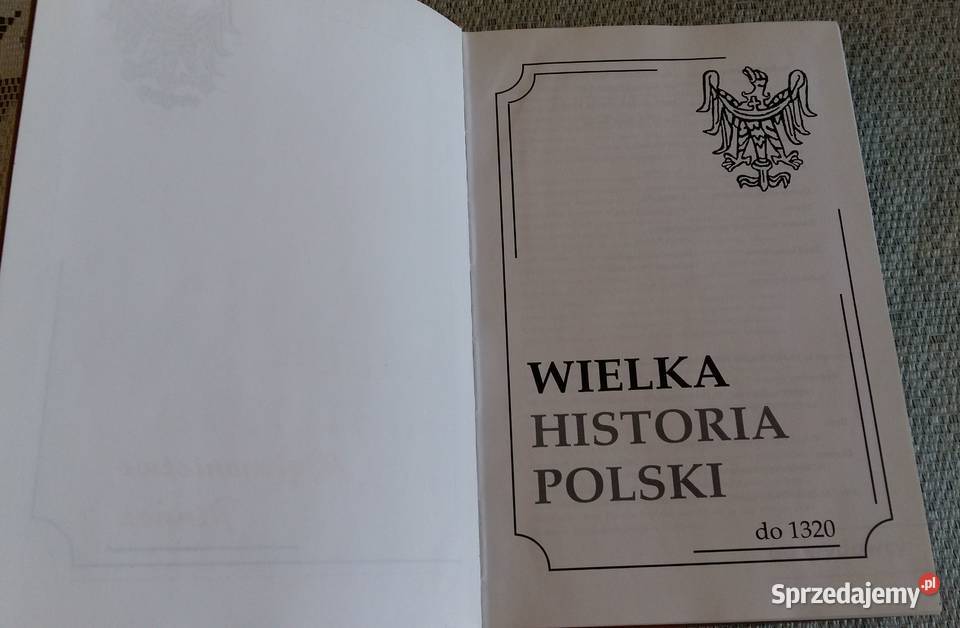 WIELKA
HISTORIA
POLSKI
do 1320
Sprzedajemy.pl